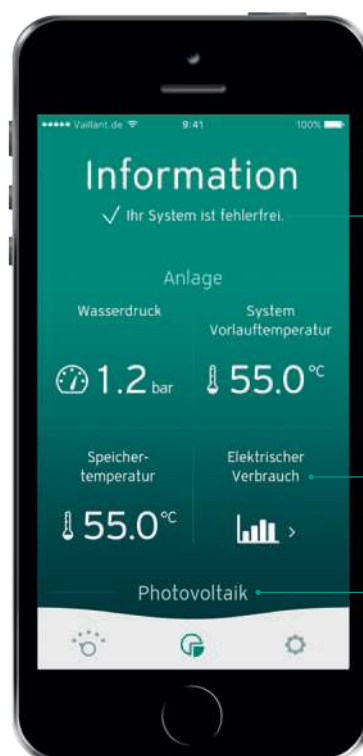 Vaillant.de
9:41
100%
Information
Ihr System ist fehlerfrei.
Anlage
Wasserdruck
System
Vorlauftemperatur
1.2 bar
55.0 °C
Speicher-
temperatur
Elektrischer
Verbrauch
55.0 °C
Photovoltaik